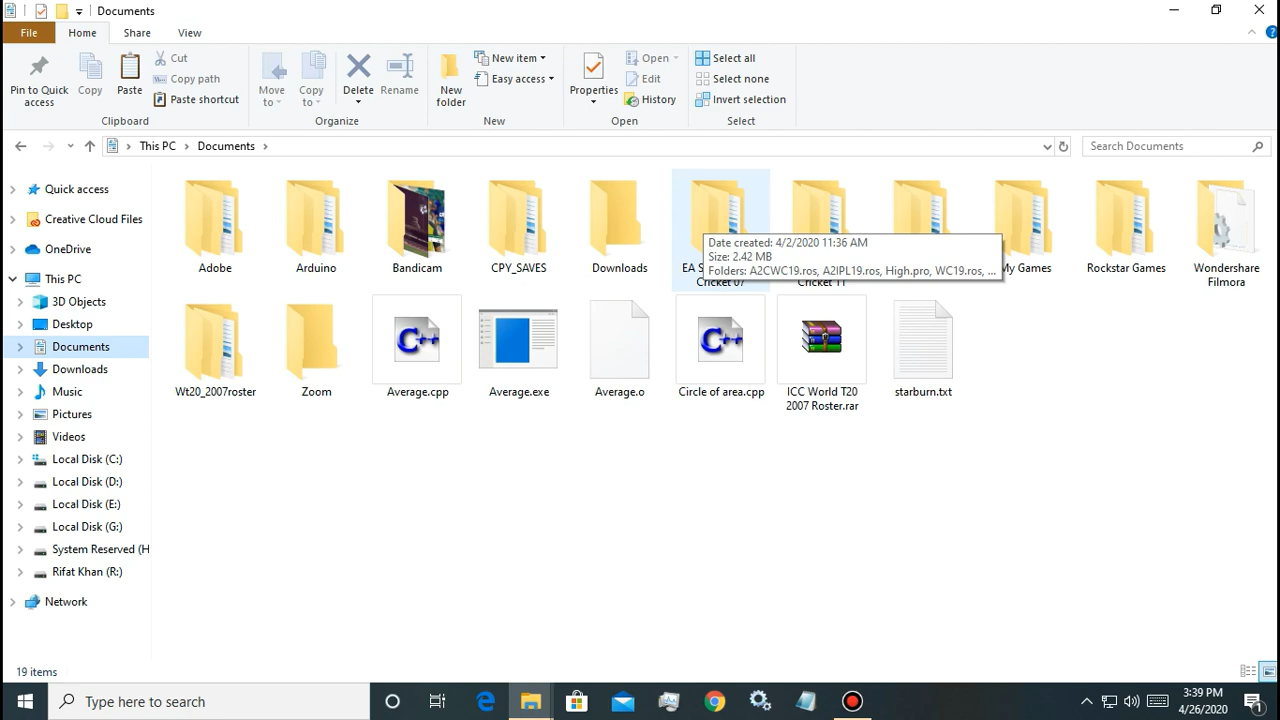 Documents
File Home Share View
Pin to Quick access
Copy
Paste
Cut
Copy path
Paste shortcut
Clipboard
Move to
Copy to
Delete
Rename
Organize
New folder
New item
Easy access
New
Properties
Open
Edit
History
Open
Select all
Select none
Invert selection
Select
This PC Documents
Search Documents
Quick access
Creative Cloud Files
OneDrive
This PC
3D Objects
Desktop
Documents
Downloads
Music
Pictures
Videos
Local Disk (C:)
Local Disk (D:)
Local Disk (E:)
Local Disk (G:)
System Reserved (H
Rifat Khan (R:)
Network
Adobe
Arduino
Bandicam
CPY_SAVES
Downloads
EA S
Cricket 07
Cricket 11
My Games
Rockstar Games
Wondershare
Filmora
Date created: 4/2/2020 11:36 AM
Size: 2.42 MB
Folders: A2CWC19.ros, A2IPL19.ros, High.pro, WC19.ros, ...
Wt20_2007roster
Zoom
Average.cpp
Average.exe
Average.o
Circle of area.cpp
ICC World T20
2007 Roster.rar
starburn.txt
19 items
Type here to search
3:39 PM
4/26/2020
1